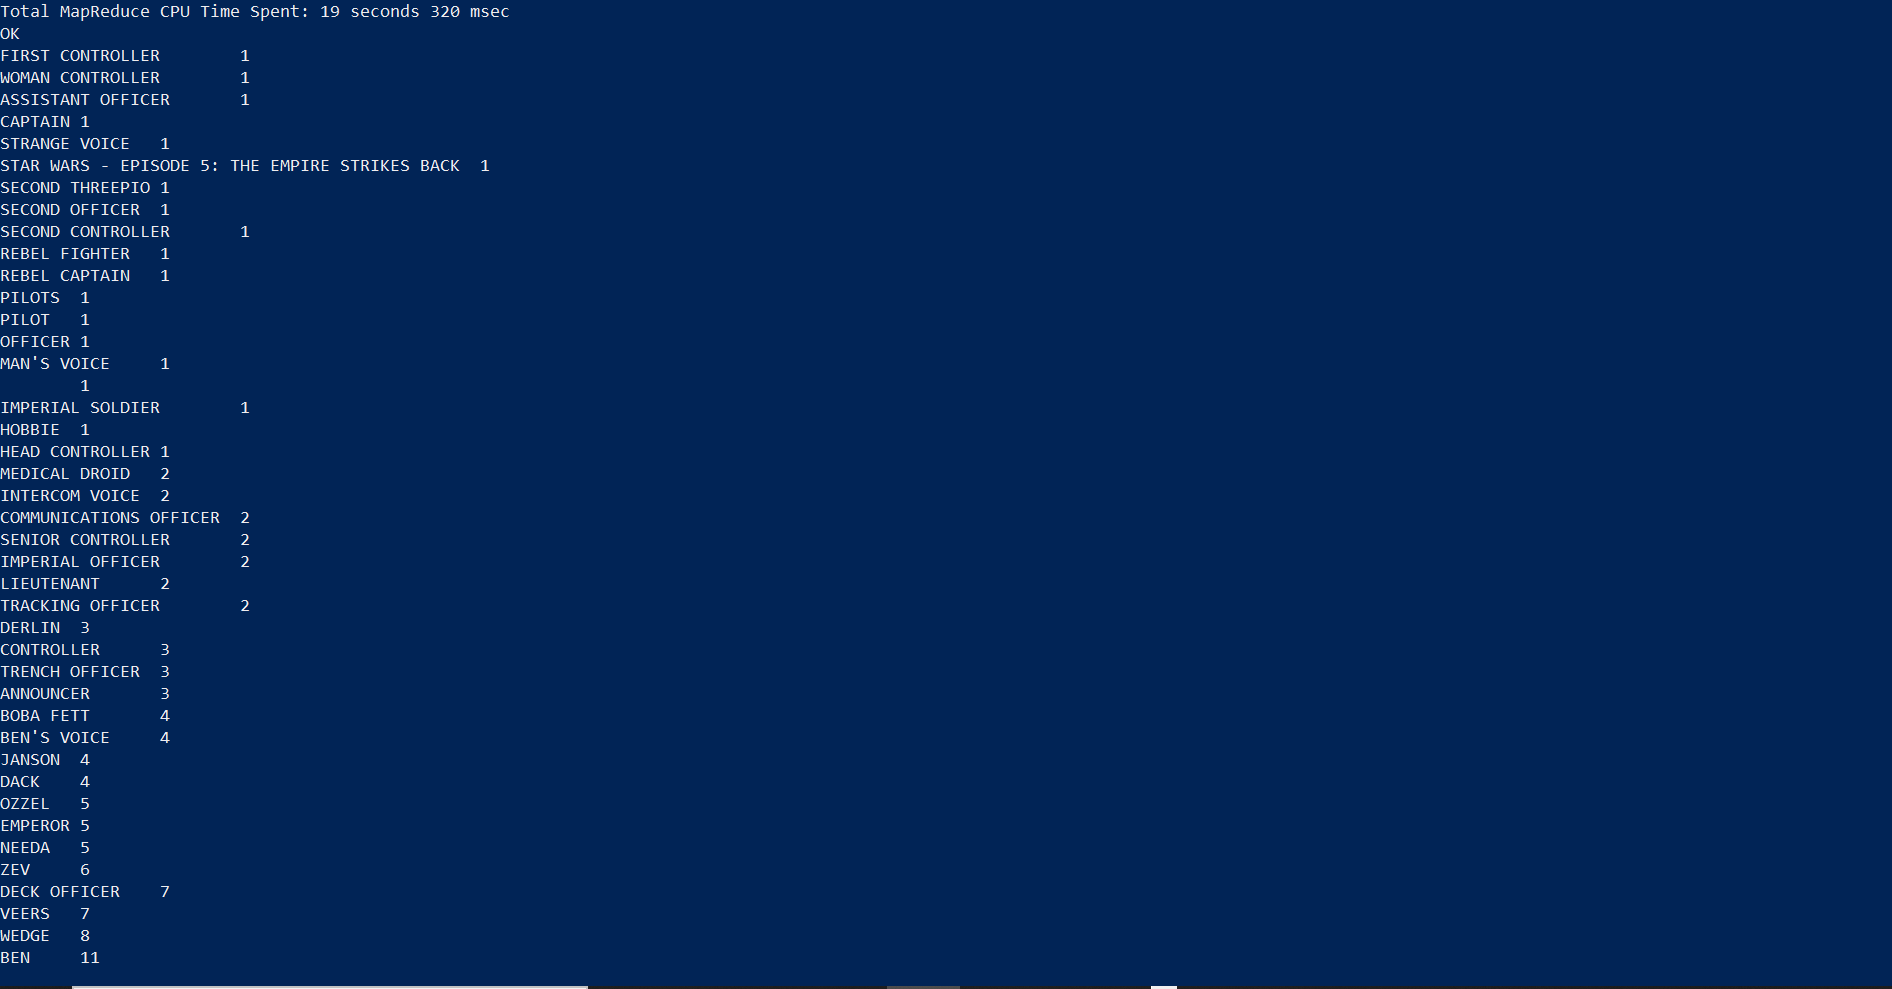 Total MapReduce CPU Time Spent: 19 seconds 320 msec
OK
FIRST CONTROLLER	1
WOMAN CONTROLLER	1
ASSISTANT OFFICER	1
CAPTAIN	1
STRANGE VOICE	1
STAR WARS - EPISODE 5: THE EMPIRE STRIKES BACK	1
SECOND THREEPIO	1
SECOND OFFICER	1
SECOND CONTROLLER	1
REBEL FIGHTER	1
REBEL CAPTAIN	1
PILOTS	1
PILOT	1
OFFICER	1
MAN'S VOICE	1
	1
IMPERIAL SOLDIER	1
HOBBIE	1
HEAD CONTROLLER	1
MEDICAL DROID	2
INTERCOM VOICE	2
COMMUNICATIONS OFFICER	2
SENIOR CONTROLLER	2
IMPERIAL OFFICER	2
LIEUTENANT	2
TRACKING OFFICER	2
DERLIN	3
CONTROLLER	3
TRENCH OFFICER	3
ANNOUNCER	3
BOBA FETT	4
BEN'S VOICE	4
JANSON	4
DACK	4
OZZEL	5
EMPEROR	5
NEEDA	5
ZEV	6
DECK OFFICER	7
VEERS	7
WEDGE	8
BEN	11